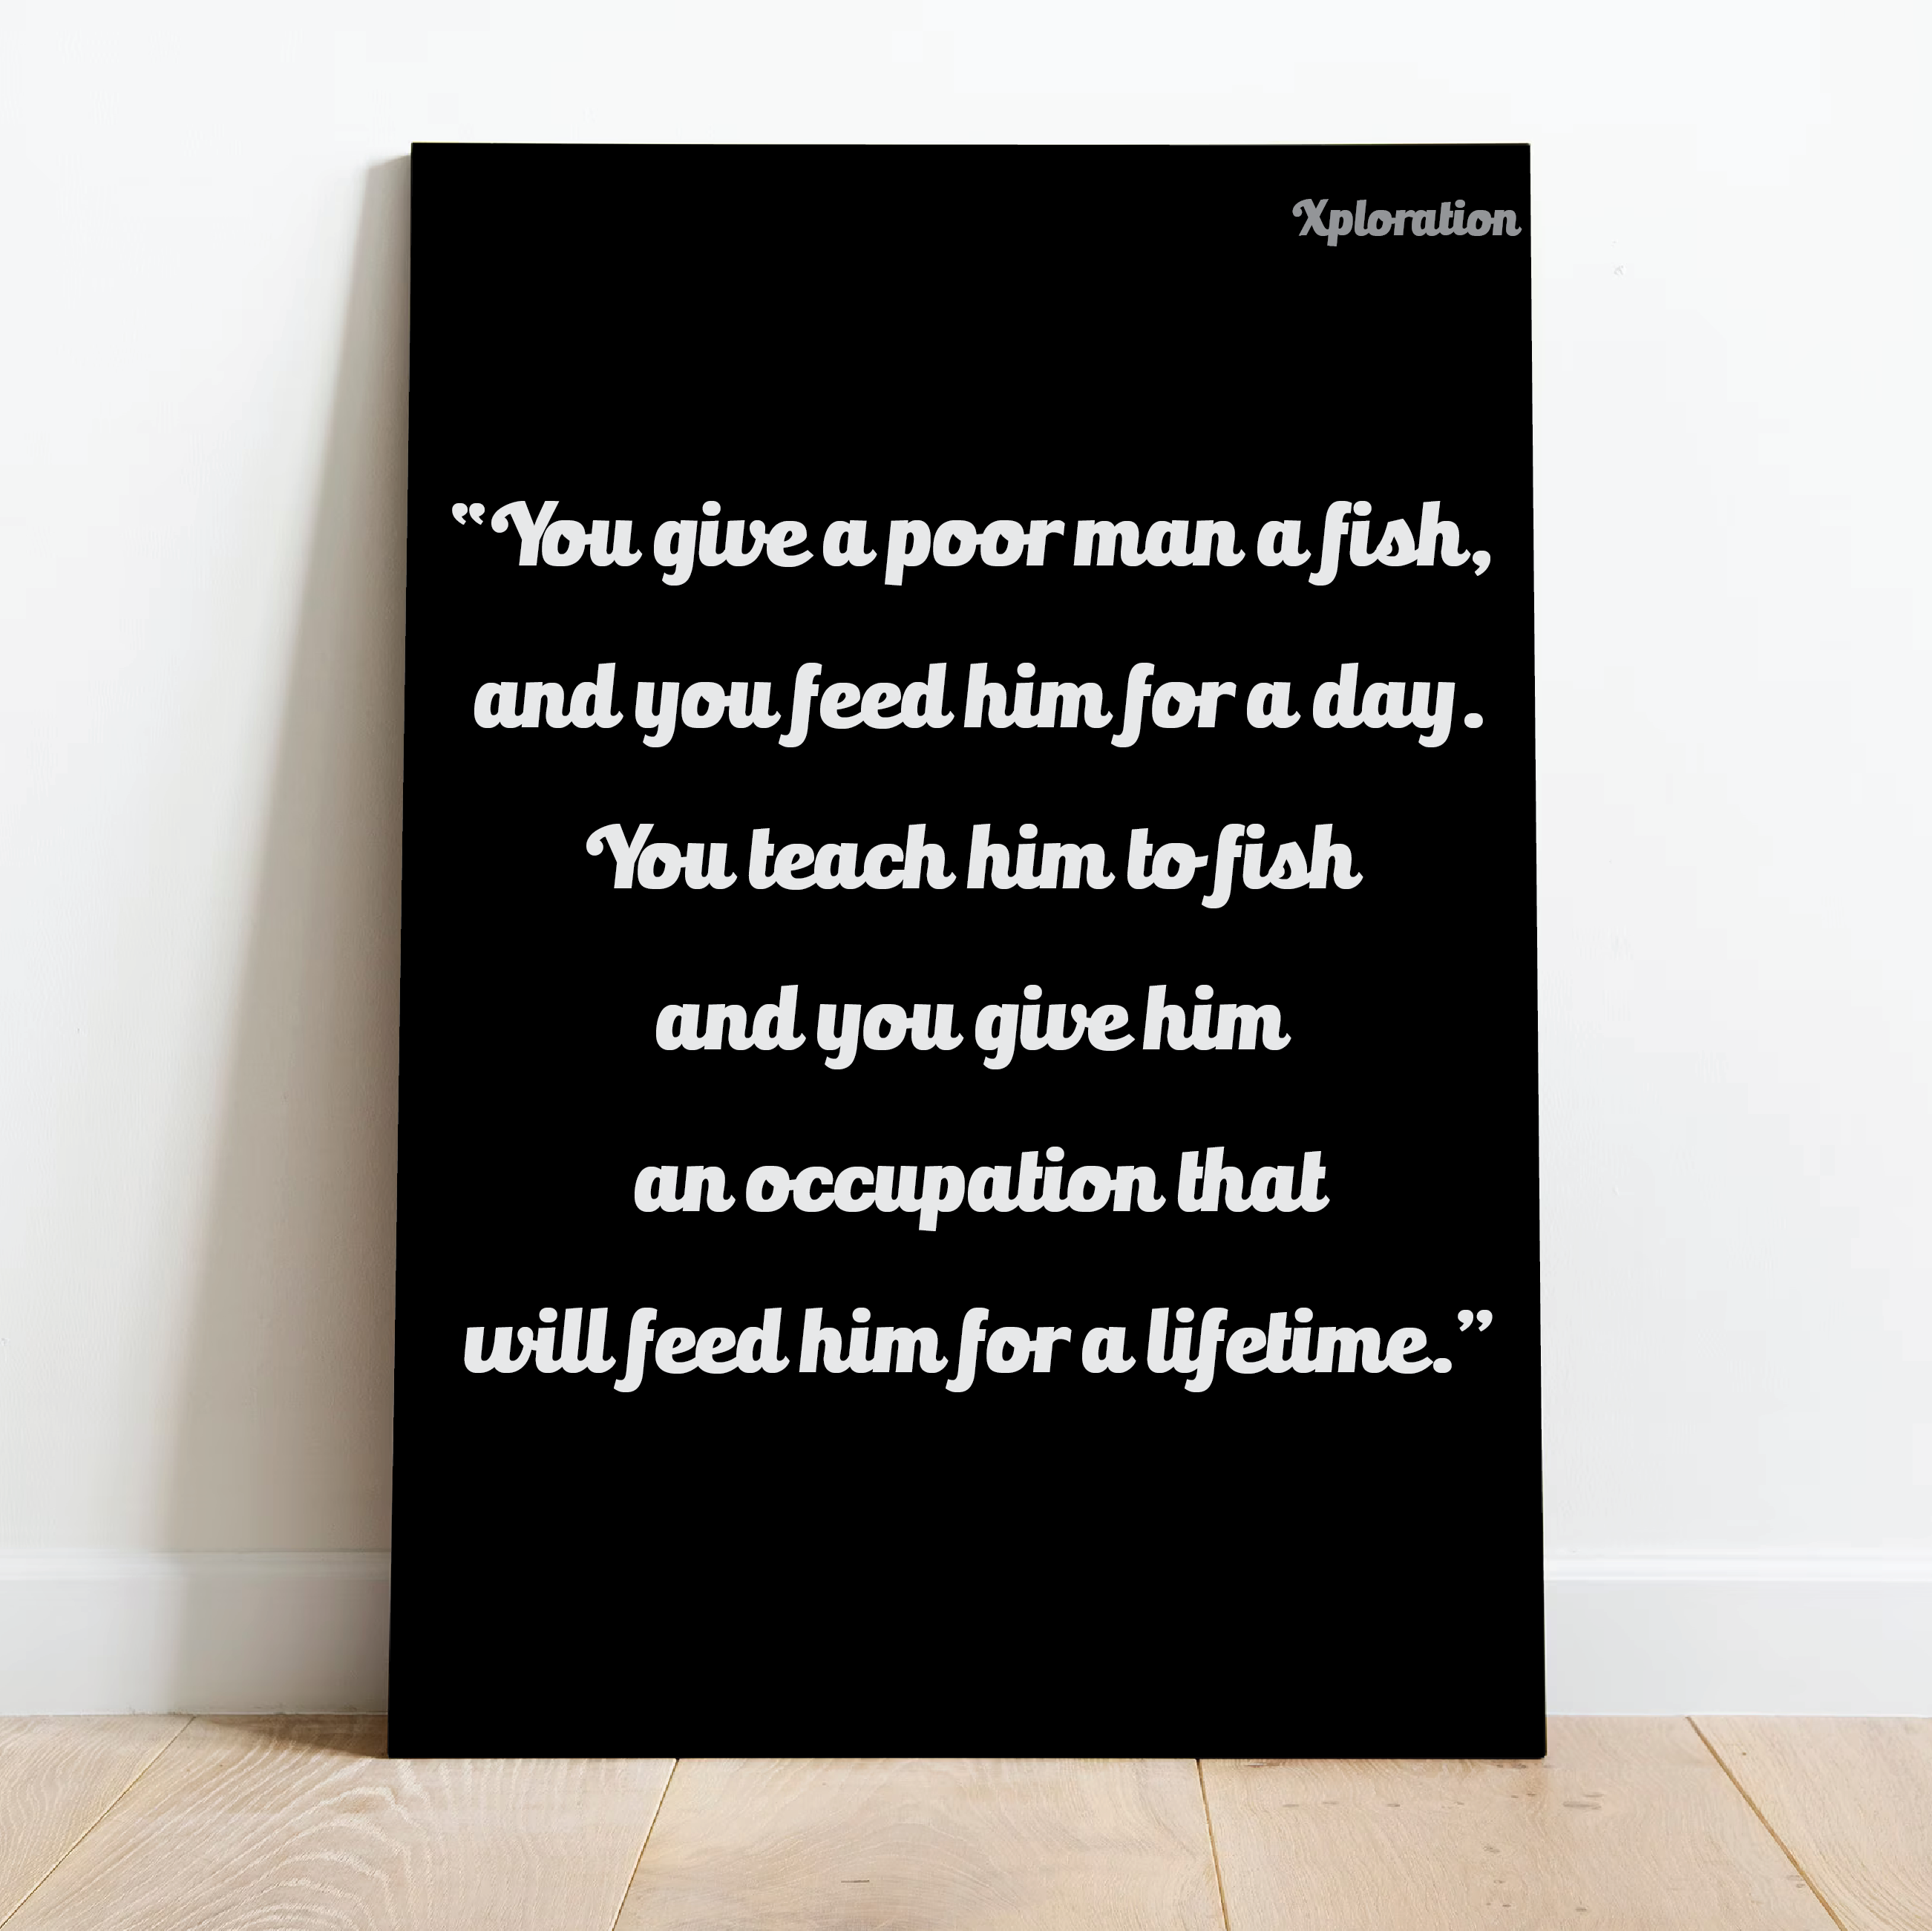 Xploration
“You give a poor man a fish,
and you feed him for a day.
You teach him to fish
and you give him
an occupation that
will feed him for a lifetime.”